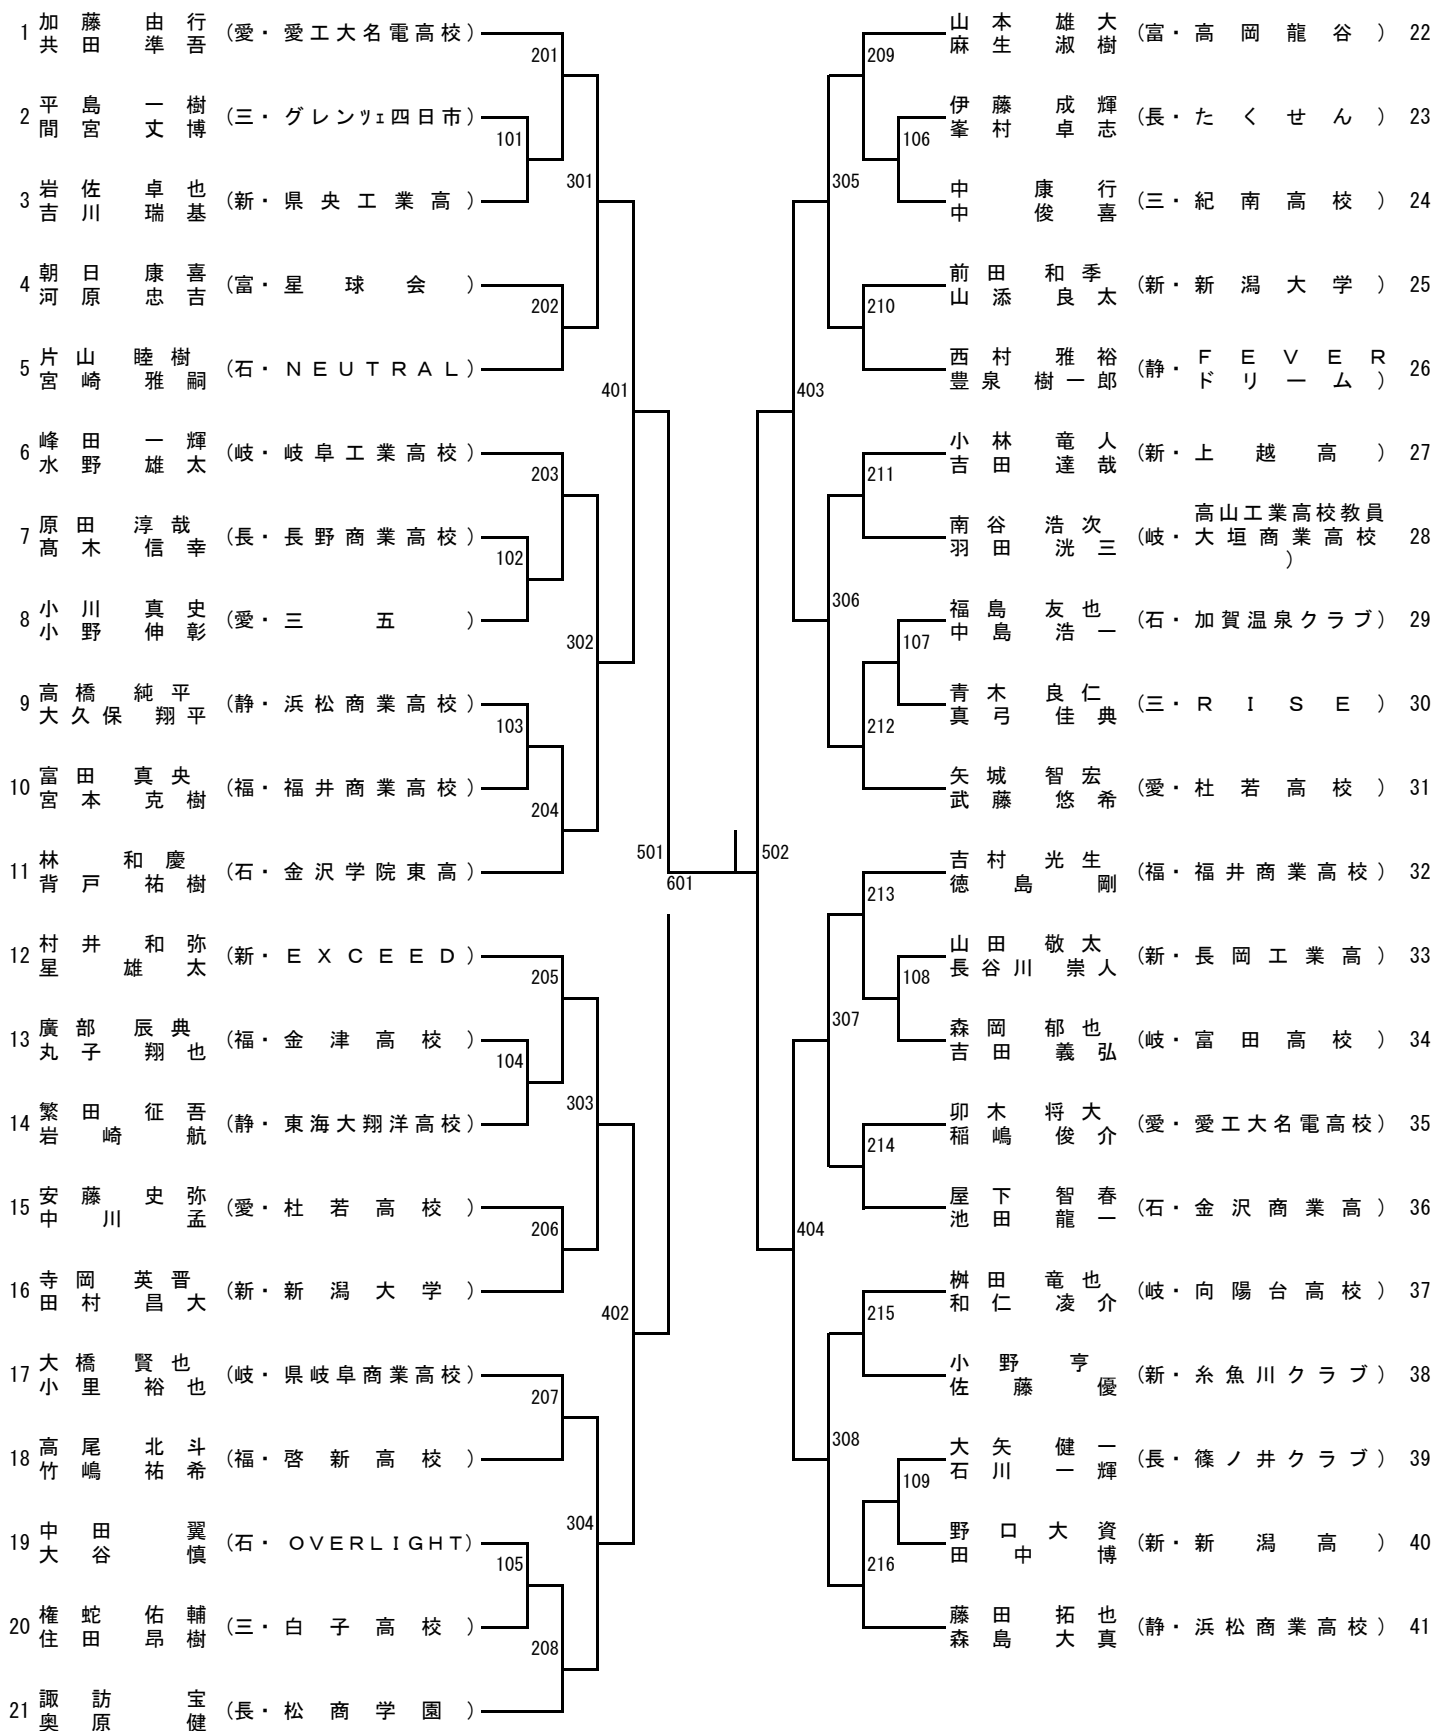 1 加藤 由行 (愛・愛工大名電高校)
共田 準吾
201
2 平島 一樹 (三・グレンツェ四日市)
間宮 丈博
101
3 岩佐 卓也 (新・県央工業高)
吉川 瑞基
301
4 朝日 康喜 (富・星球会)
河原 忠吉
202
5 片山 睦樹 (石・NEUTRAL)
宮崎 雅嗣
401
6 峰田 一輝 (岐・岐阜工業高校)
水野 雄太
203
7 原田 淳哉 (長・長野商業高校)
髙木 信幸
102
8 小川 真史 (愛・三五)
小野 伸彰
302
9 高橋 純平 (静・浜松商業高校)
大久保 翔平
103
10 富田 真央 (福・福井商業高校)
宮本 克樹
204
11 林 和慶 (石・金沢学院東高)
背戸 祐樹
501
601
12 村井 和弥 (新・EXCEED)
星 雄太
205
13 廣部 辰典 (福・金津高校)
丸子 翔也
104
14 繁田 征吾 (静・東海大翔洋高校)
岩崎 航
303
15 安藤 史弥 (愛・杜若高校)
中川 孟
206
16 寺岡 英晋 (新・新潟大学)
田村 昌大
402
17 大橋 賢也 (岐・県岐阜商業高校)
小里 裕也
207
18 高尾 北斗 (福・啓新高校)
竹嶋 祐希
304
19 中田 翼 (石・OVERLIGHT)
大谷 慎
105
20 権蛇 佑輔 (三・白子高校)
住田 昂樹
208
21 諏訪 宝 (長・松商学園)
奥原 健
山本 雄大 (富・高岡龍谷) 22
麻生 淑樹
209
伊藤 成輝 (長・たくせん) 23
峯村 卓志
106
中 康行 (三・紀南高校) 24
中 俊喜
305
前田 和季 (新・新潟大学) 25
山添 良太
210
西村 雅裕 (静・FEVER
豊泉 樹一郎 ドリーム) 26
403
小林 竜人 (新・上越高) 27
吉田 達哉
211
南谷 浩次 (岐・高山工業高校教員
羽田 洸三 大垣商業高校) 28
306
福島 友也 (石・加賀温泉クラブ) 29
中島 浩一
107
青木 良仁 (三・RISE) 30
真弓 佳典
212
矢城 智宏 (愛・杜若高校) 31
武藤 悠希
502
吉村 光生 (福・福井商業高校) 32
徳島 剛
213
山田 敬太 (新・長岡工業高) 33
長谷川 崇人
108
307
森岡 郁也 (岐・富田高校) 34
吉田 義弘
卯木 将大 (愛・愛工大名電高校) 35
稲嶋 俊介
214
屋下 智春 (石・金沢商業高) 36
池田 龍一
404
桝田 竜也 (岐・向陽台高校) 37
和仁 凌介
215
小野 亨 (新・糸魚川クラブ) 38
佐藤 優
308
大矢 健一 (長・篠ノ井クラブ) 39
石川 一輝
109
野口 大資 (新・新潟高) 40
田中 博
216
藤田 拓也 (静・浜松商業高校) 41
森島 大真